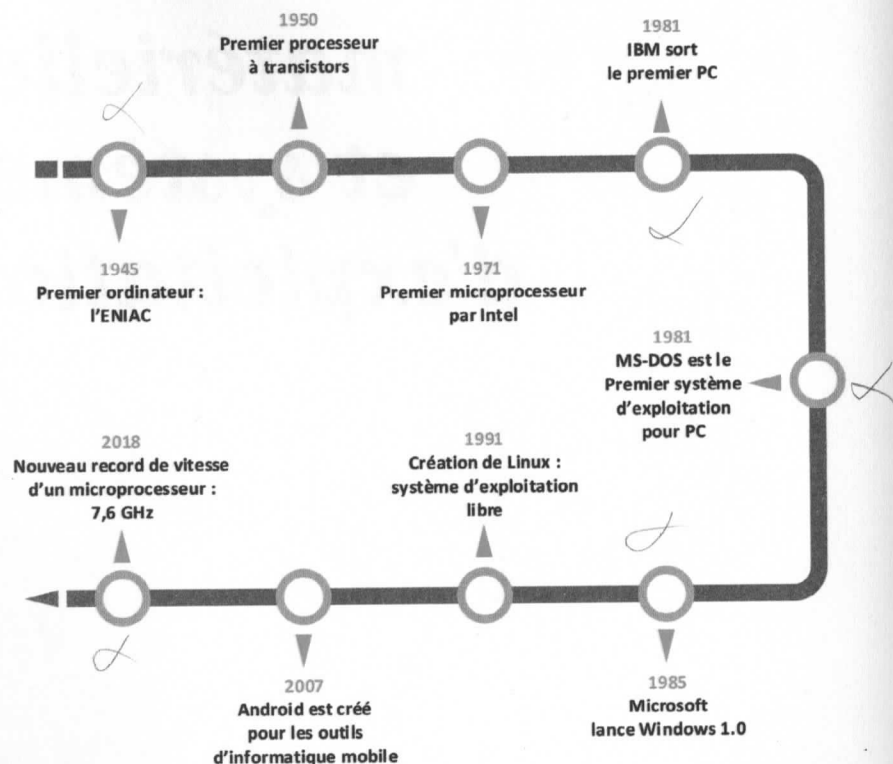 1950
Premier processeur
à transistors
1981
IBM sort
le premier PC
1945
Premier ordinateur :
l'ENIAC
1971
Premier microprocesseur
par Intel
1981
MS-DOS est le
Premier système
d'exploitation
pour PC
1985
Microsoft
lance Windows 1.0
1991
Création de Linux :
système d'exploitation
libre
2007
Android est créé
pour les outils
d'informatique mobile
2018
Nouveau record de vitesse
d'un microprocesseur :
7,6 GHz